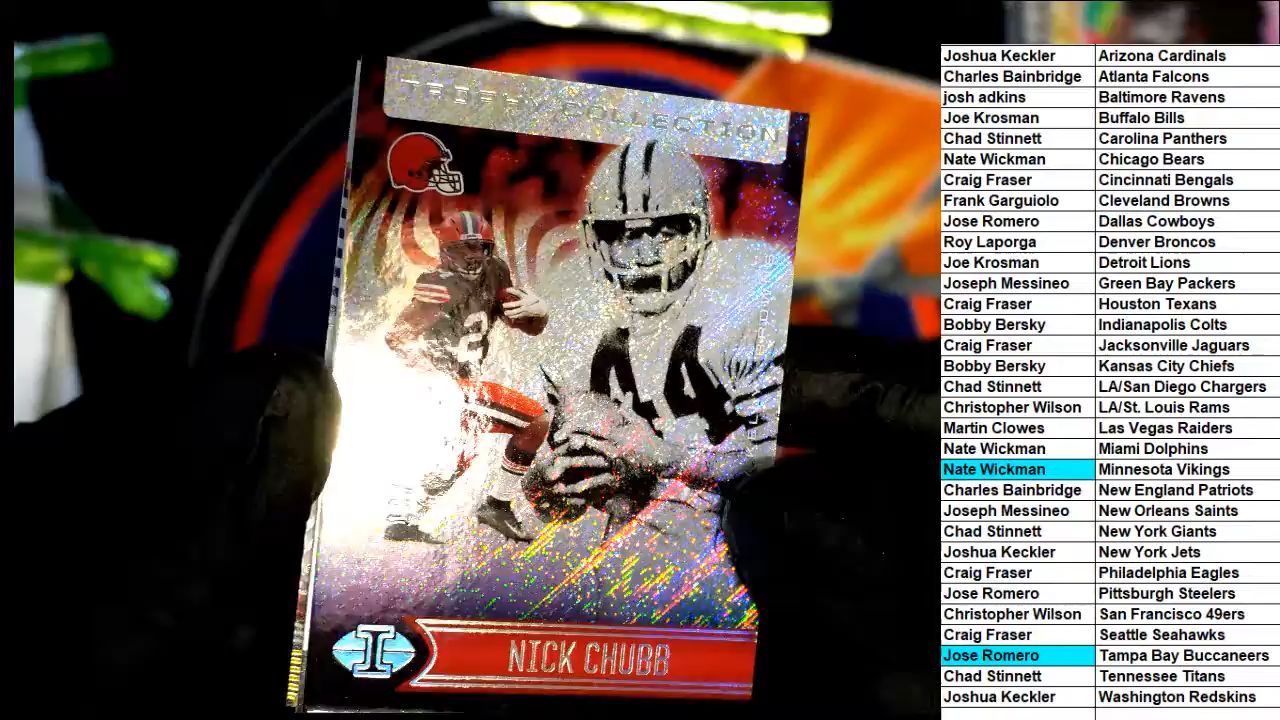 TROPHY COLLECTION
44
2
I
NICK CHUBB
Joshua Keckler Arizona Cardinals
Charles Bainbridge Atlanta Falcons
josh adkins Baltimore Ravens
Joe Krosman Buffalo Bills
Chad Stinnett Carolina Panthers
Nate Wickman Chicago Bears
Craig Fraser Cincinnati Bengals
Frank Garguiolo Cleveland Browns
Jose Romero Dallas Cowboys
Roy Laporga Denver Broncos
Joe Krosman Detroit Lions
Joseph Messineo Green Bay Packers
Craig Fraser Houston Texans
Bobby Bersky Indianapolis Colts
Craig Fraser Jacksonville Jaguars
Bobby Bersky Kansas City Chiefs
Chad Stinnett LA/San Diego Chargers
Christopher Wilson LA/St. Louis Rams
Martin Clowes Las Vegas Raiders
Nate Wickman Miami Dolphins
Nate Wickman Minnesota Vikings
Charles Bainbridge New England Patriots
Joseph Messineo New Orleans Saints
Chad Stinnett New York Giants
Joshua Keckler New York Jets
Craig Fraser Philadelphia Eagles
Jose Romero Pittsburgh Steelers
Christopher Wilson San Francisco 49ers
Craig Fraser Seattle Seahawks
Jose Romero Tampa Bay Buccaneers
Chad Stinnett Tennessee Titans
Joshua Keckler Washington Redskins